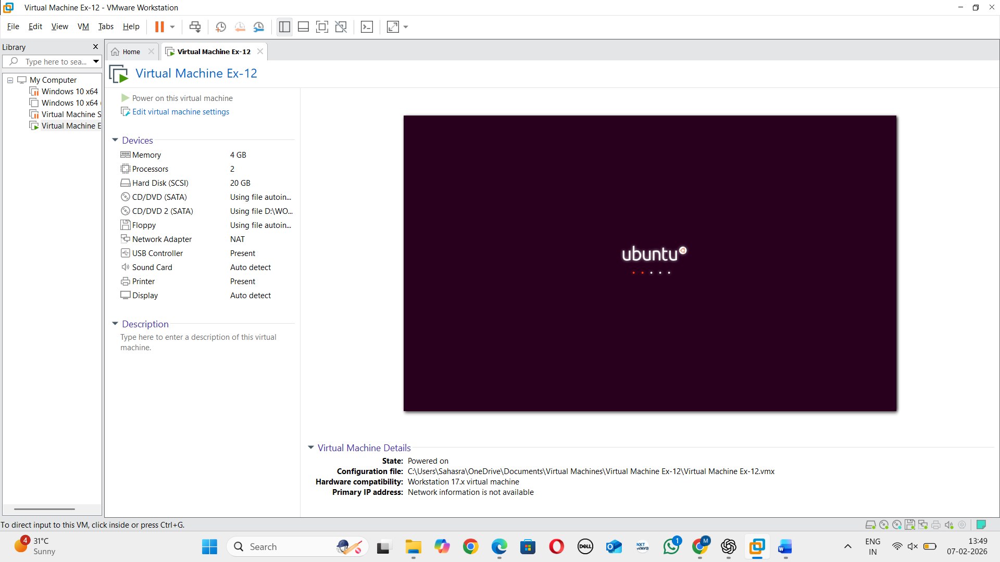 Virtual Machine Ex-12 - VMware Workstation
File Edit View VM Tabs Help
Library
Type here to sea...
My Computer
Windows 10 x64
Windows 10 x64
Virtual Machine S
Virtual Machine E
Home
Virtual Machine Ex-12
Virtual Machine Ex-12
Power on this virtual machine
Edit virtual machine settings
Devices
Memory 4 GB
Processors 2
Hard Disk (SCSI) 20 GB
CD/DVD (SATA) Using file autoin...
CD/DVD 2 (SATA) Using file D:\WO...
Floppy Using file autoin...
Network Adapter NAT
USB Controller Present
Sound Card Auto detect
Printer Present
Display Auto detect
Description
Type here to enter a description of this virtual
machine.
ubuntu
Virtual Machine Details
State: Powered on
Configuration file: C:\Users\Sahasra\OneDrive\Documents\Virtual Machines\Virtual Machine Ex-12\Virtual Machine Ex-12.vmx
Hardware compatibility: Workstation 17.x virtual machine
Primary IP address: Network information is not available
To direct input to this VM, click inside or press Ctrl+G.
4
31°C
Sunny
Search
DELL
NXT
WAVE
1
M
W
ENG
IN
13:49
07-02-2026